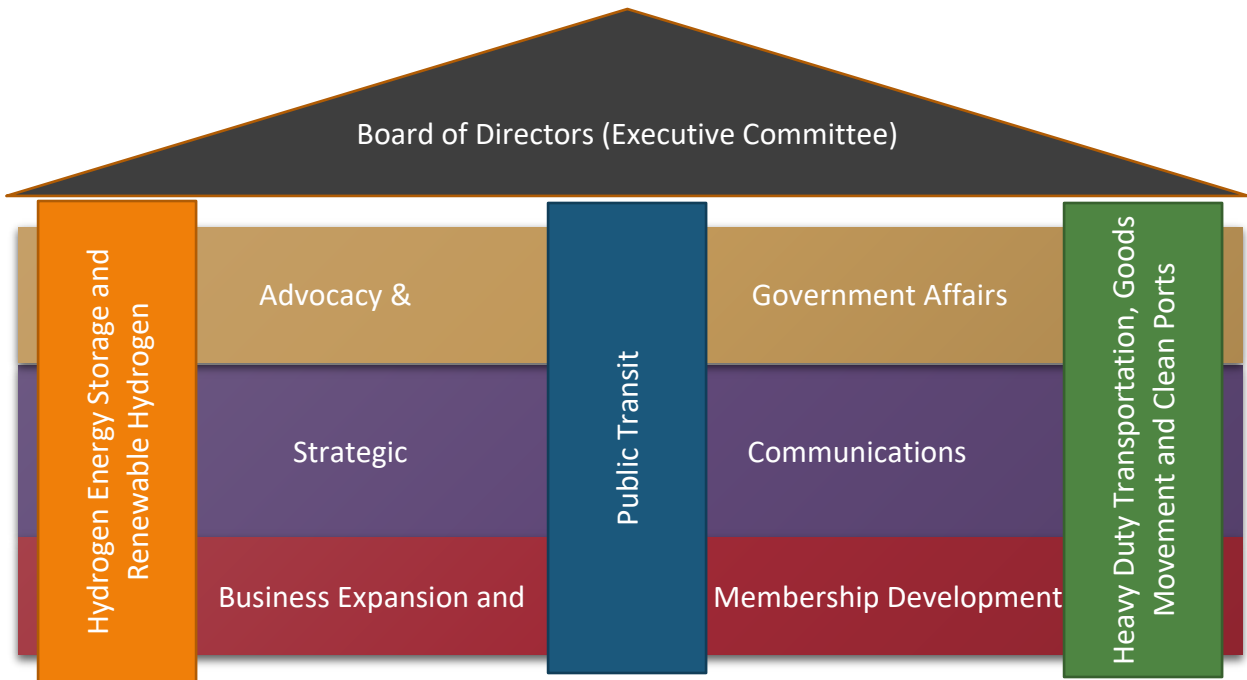 Board of Directors (Executive Committee)
Hydrogen Energy Storage and
Renewable Hydrogen
Advocacy &
Government Affairs
Strategic
Communications
Business Expansion and
Membership Development
Public Transit
Heavy Duty Transportation, Goods
Movement and Clean Ports